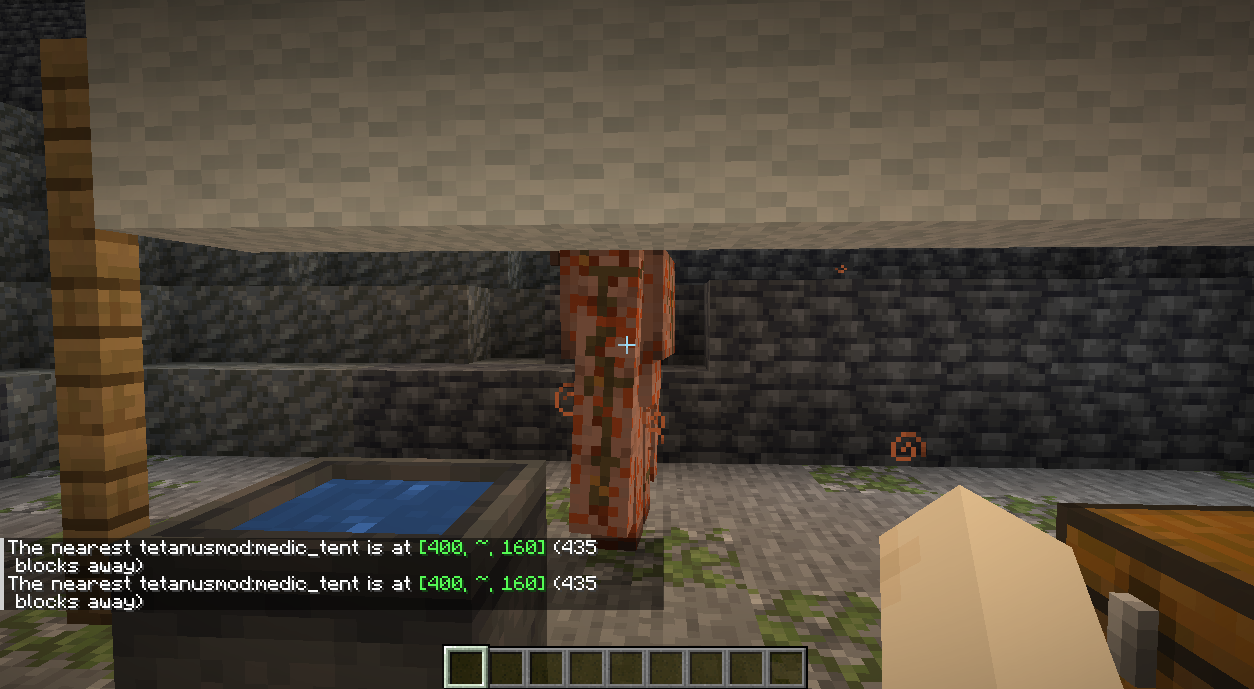 The nearest tetanusmod:medic_tent is at [400, ~, 160] (435
blocks away)
The nearest tetanusmod:medic_tent is at [400, ~, 160] (435
blocks away)